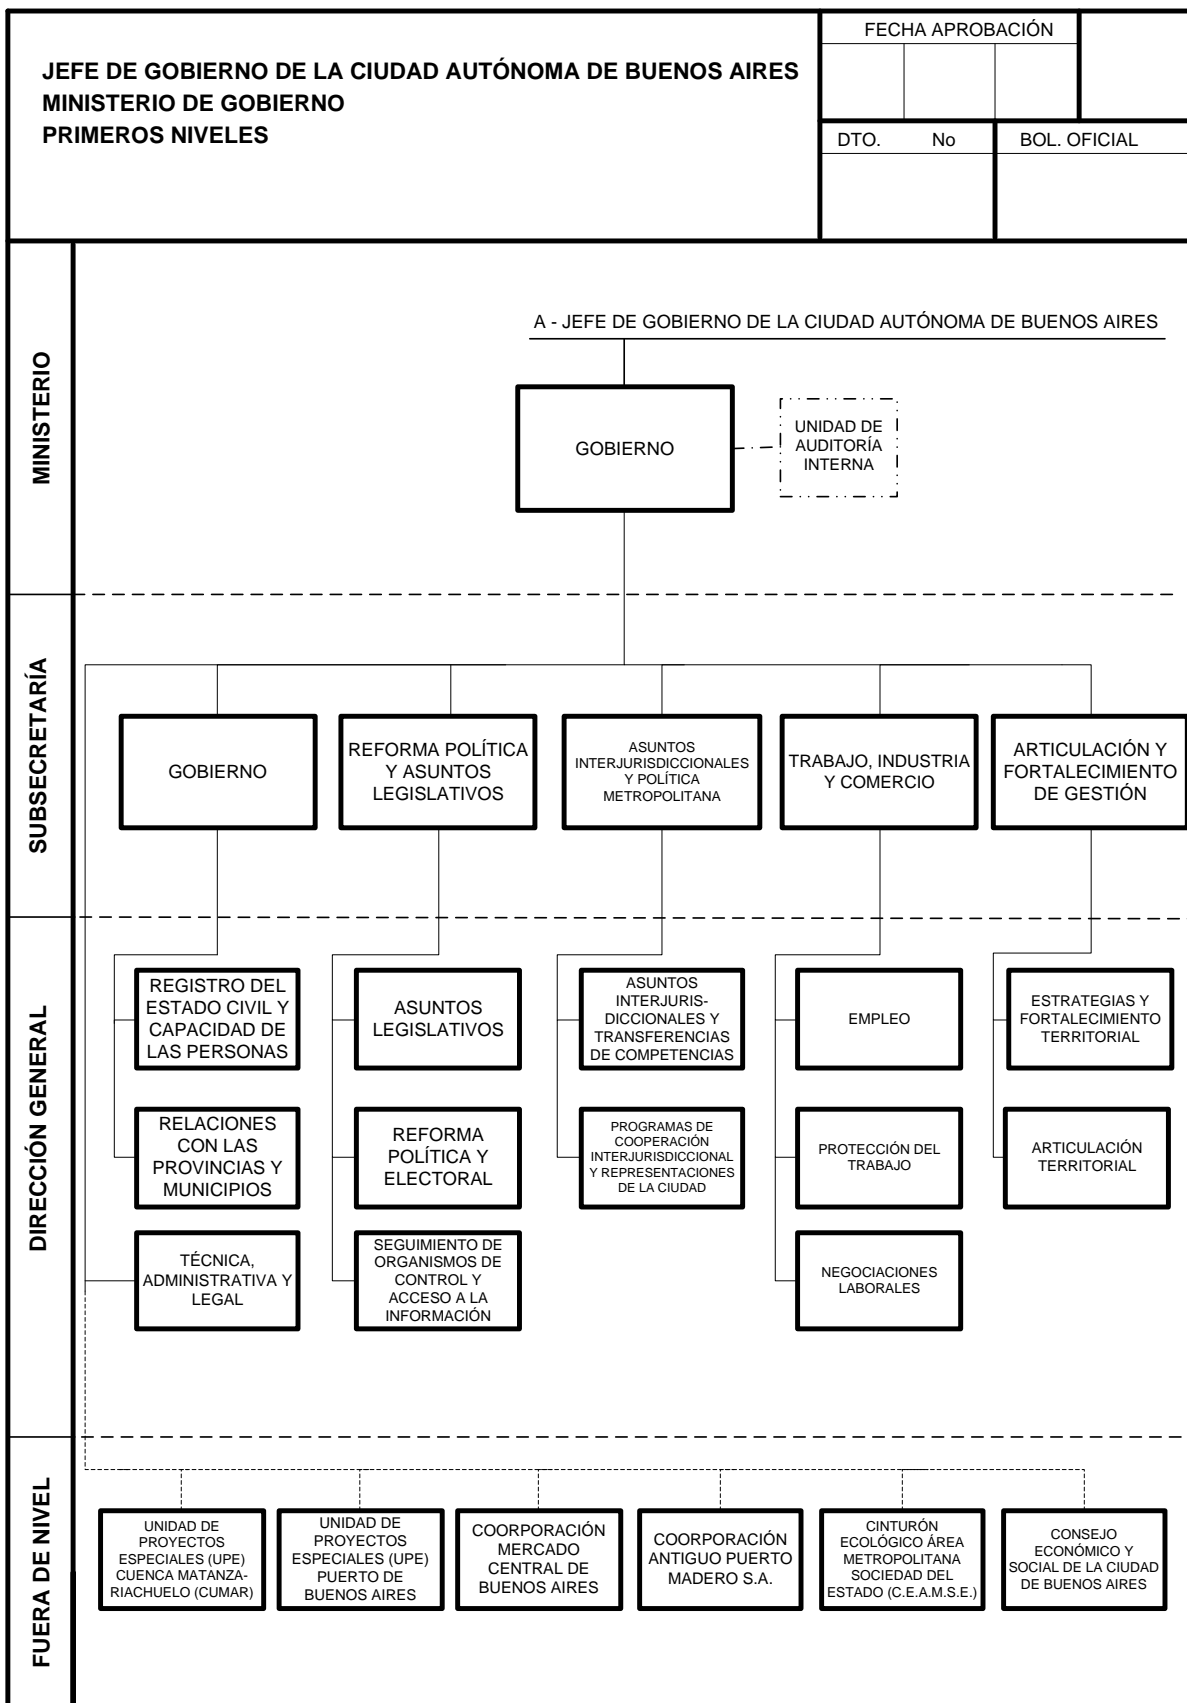 JEFE DE GOBIERNO DE LA CIUDAD AUTÓNOMA DE BUENOS AIRES
MINISTERIO DE GOBIERNO
PRIMEROS NIVELES
FECHA APROBACIÓN
DTO. No
BOL. OFICIAL
MINISTERIO
A - JEFE DE GOBIERNO DE LA CIUDAD AUTÓNOMA DE BUENOS AIRES
GOBIERNO
UNIDAD DE
AUDITORÍA
INTERNA
SUBSECRETARÍA
GOBIERNO
REFORMA POLÍTICA
Y ASUNTOS
LEGISLATIVOS
ASUNTOS
INTERJURISDICCIONALES
Y POLÍTICA
METROPOLITANA
TRABAJO, INDUSTRIA
Y COMERCIO
ARTICULACIÓN Y
FORTALECIMIENTO
DE GESTIÓN
DIRECCIÓN GENERAL
REGISTRO DEL
ESTADO CIVIL Y
CAPACIDAD DE
LAS PERSONAS
ASUNTOS
LEGISLATIVOS
ASUNTOS
INTERJURIS-
DICCIONALES Y
TRANSFERENCIAS
DE COMPETENCIAS
EMPLEO
ESTRATEGIAS Y
FORTALECIMIENTO
TERRITORIAL
RELACIONES
CON LAS
PROVINCIAS Y
MUNICIPIOS
REFORMA
POLÍTICA Y
ELECTORAL
PROGRAMAS DE
COOPERACIÓN
INTERJURISDICCIONAL
Y REPRESENTACIONES
DE LA CIUDAD
PROTECCIÓN DEL
TRABAJO
ARTICULACIÓN
TERRITORIAL
TÉCNICA,
ADMINISTRATIVA Y
LEGAL
SEGUIMIENTO DE
ORGANISMOS DE
CONTROL Y
ACCESO A LA
INFORMACIÓN
NEGOCIACIONES
LABORALES
FUERA DE NIVEL
UNIDAD DE
PROYECTOS
ESPECIALES (UPE)
CUENCA MATANZA-
RIACHUELO (CUMAR)
UNIDAD DE
PROYECTOS
ESPECIALES (UPE)
PUERTO DE
BUENOS AIRES
COORPORACIÓN
MERCADO
CENTRAL DE
BUENOS AIRES
COORPORACIÓN
ANTIGUO PUERTO
MADERO S.A.
CINTURÓN
ECOLÓGICO ÁREA
METROPOLITANA
SOCIEDAD DEL
ESTADO (C.E.A.M.S.E.)
CONSEJO
ECONÓMICO Y
SOCIAL DE LA CIUDAD
DE BUENOS AIRES